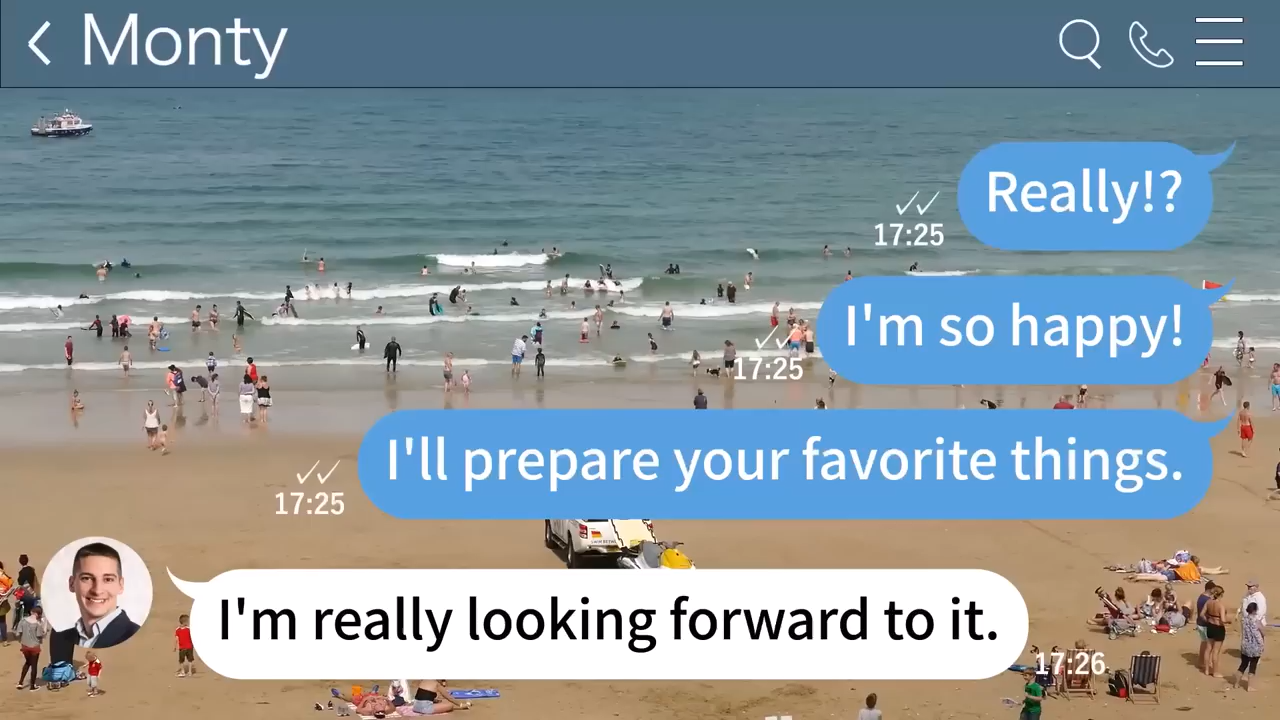 Monty
Really!?
17:25
I'm so happy!
17:25
I'll prepare your favorite things.
17:25
I'm really looking forward to it.
17:26